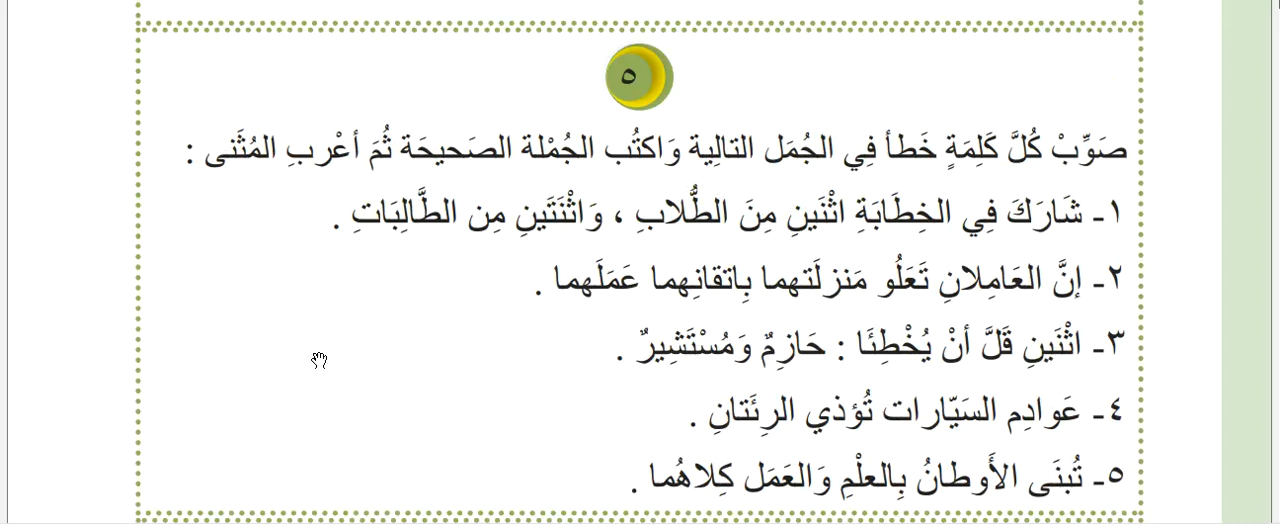 ٥
صَوِّبْ كُلَّ كَلِمَةٍ خَطأ فِي الجُمَل التالِية وَاكتُب الجُمْلة الصَحيحَة ثُمَ أعْربِ المُثَنى :
١- شَارَكَ فِي الخِطَابَةِ اثْنَينِ مِنَ الطُّلابِ ، وَاثْنَتَينِ مِن الطَّالِبَاتِ .
٢- إنَّ العَامِلانِ تَعَلُو مَنزلَتهما بِاتقانِهما عَمَلَهما .
٣- اثْنَينِ قَلَّ أنْ يُخْطِئَا : حَازِمٌ وَمُسْتَشِيرٌ .
٤- عَوادِم السَيّارات تُؤذي الرِئَتانِ .
٥- تُبنَى الأَوطانُ بِالعلْمِ وَالعَمَل كِلاهُما .